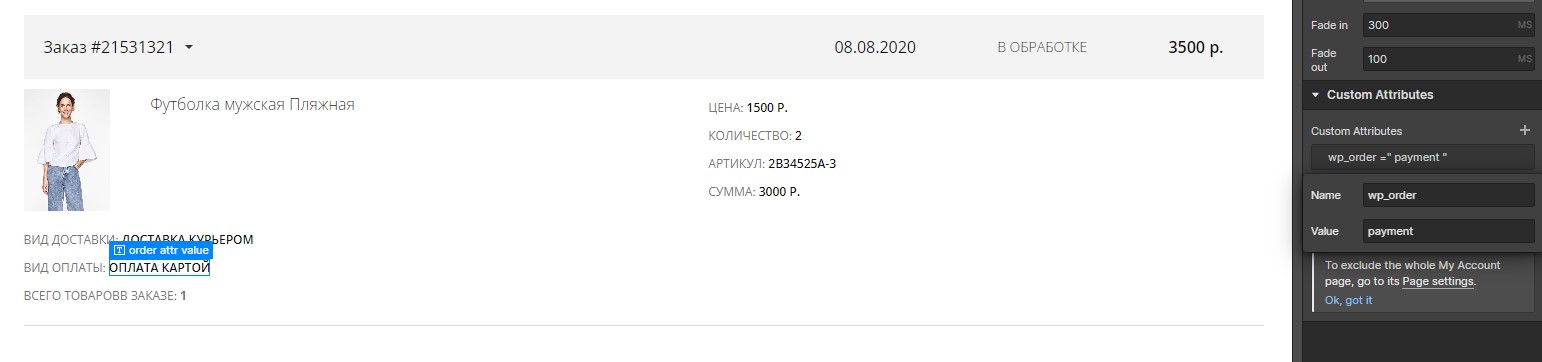 Заказ #21531321
08.08.2020
В ОБРАБОТКЕ
3500 р.
Футболка мужская Пляжная
ЦЕНА: 1500 Р.
КОЛИЧЕСТВО: 2
АРТИКУЛ: 2B34525A-3
СУММА: 3000 Р.
ВИД ДОСТАВКИ: ДОСТАВКА КУРЬЕРОМ
order attr value
ВИД ОПЛАТЫ: ОПЛАТА КАРТОЙ
ВСЕГО ТОВАРОВВ ЗАКАЗЕ: 1
Fade in 300 MS
Fade
out 100 MS
Custom Attributes
Custom Attributes +
wp_order =" payment "
Name wp_order
Value payment
To exclude the whole My Account
page, go to its Page settings.
Ok, got it